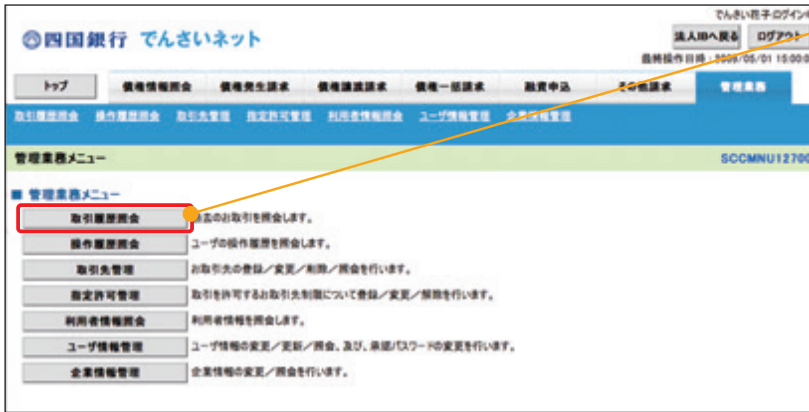 でんさい花子:ログイン中
四国銀行 でんさいネット
法人IBへ戻る ログアウト
最終操作日時:2009/05/01 15:00:0
トップ 債権情報照会 債権発生請求 債権譲渡請求 債権一括請求 融資申込 その他請求 管理業務
取引履歴照会 操作履歴照会 取引先管理 指定許可管理 利用者情報照会 ユーザ情報管理 企業情報管理
管理業務メニュー SCCMNU12700
■ 管理業務メニュー
取引履歴照会 過去のお取引を照会します。
操作履歴照会 ユーザの操作履歴を照会します。
取引先管理 お取引先の登録/変更/削除/照会を行います。
指定許可管理 取引を許可するお取引先制限について登録/変更/解除を行います。
利用者情報照会 利用者情報を照会します。
ユーザ情報管理 ユーザ情報の変更/更新/照会、及び、承認パスワードの変更を行います。
企業情報管理 企業情報の変更/照会を行います。